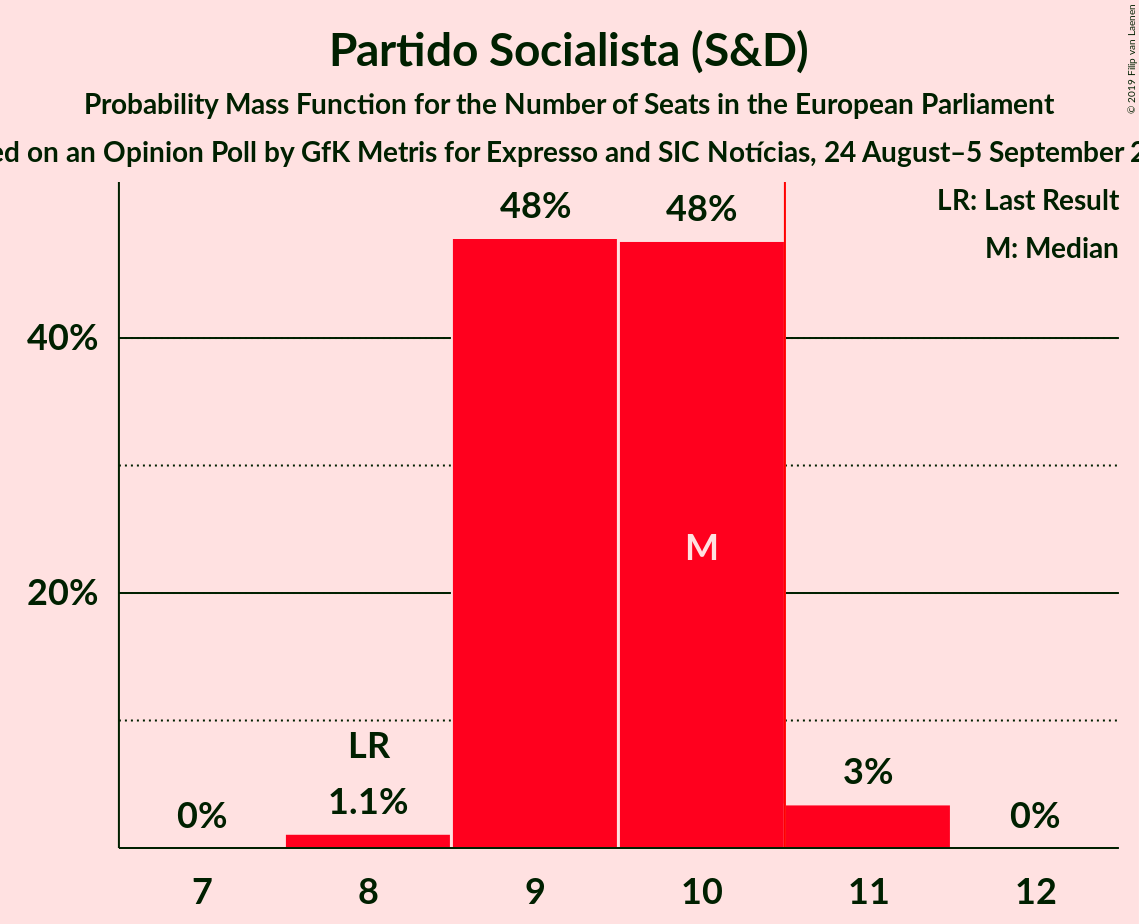 Partido Socialista (S&D)
Probability Mass Function for the Number of Seats in the European Parliament
on an Opinion Poll by GfK Metris for Expresso and SIC Notícias, 24 August–5 September
© 2019 Filip van Laenen
LR: Last Result
M: Median
48%
48%
40%
M
20%
LR
3%
1.1%
0%
0%
7
8
9
10
11
12